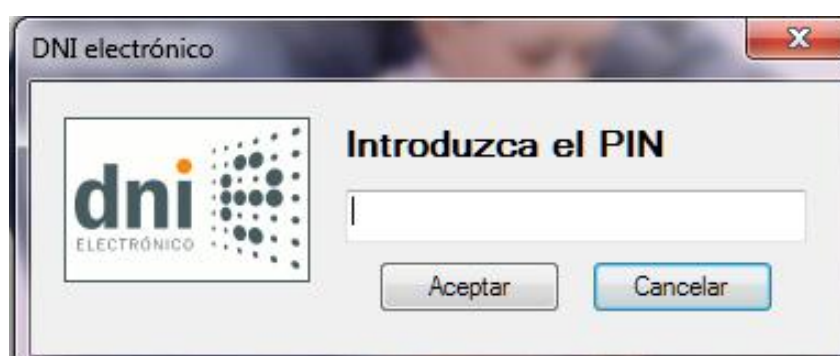 DNI electrónico
X
Introduzca el PIN
dni
ELECTRÓNICO
Aceptar
Cancelar